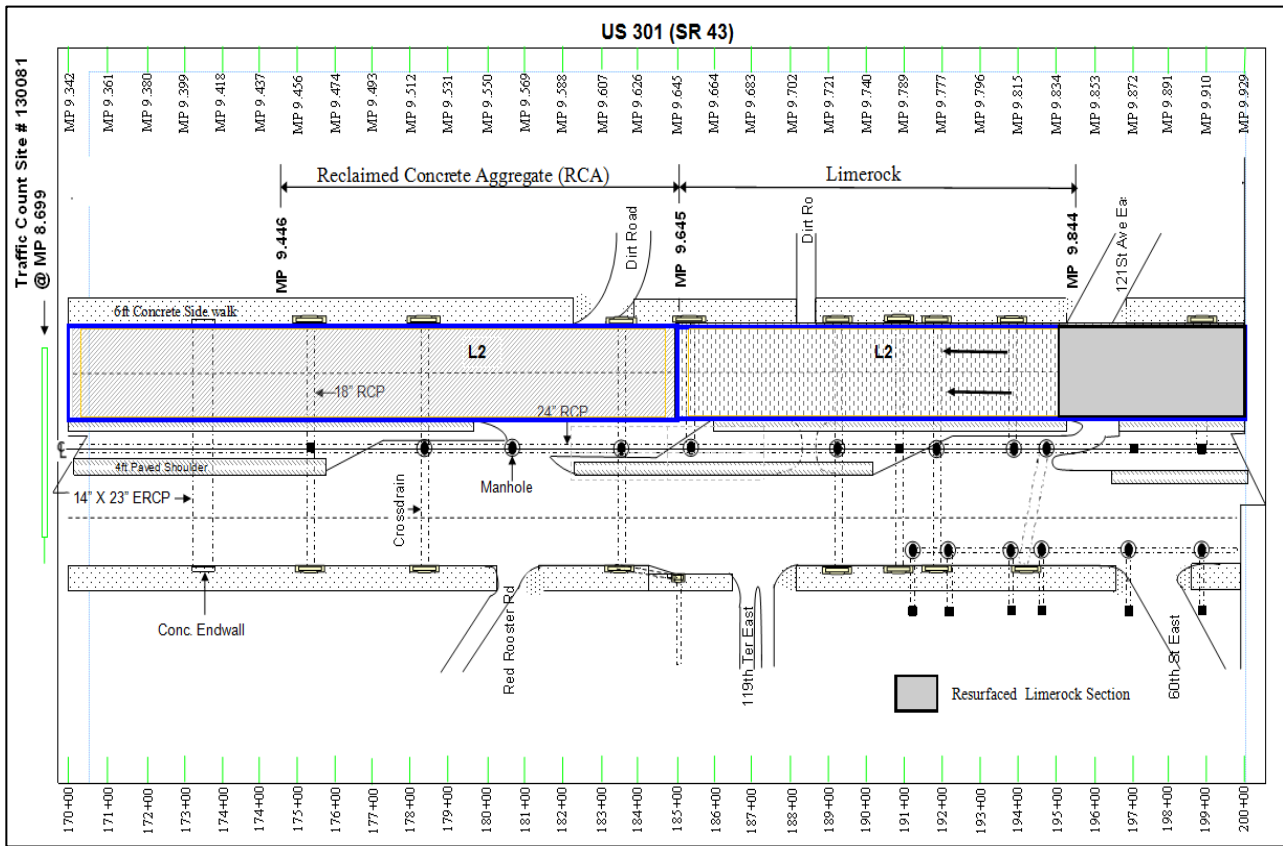 US 301 (SR 43)
Traffic Count Site # 130081
@ MP 8.699
MP 9.342
MP 9.361
MP 9.380
MP 9.399
MP 9.418
MP 9.437
MP 9.456
MP 9.474
MP 9.493
MP 9.512
MP 9.531
MP 9.550
MP 9.569
MP 9.588
MP 9.607
MP 9.626
MP 9.645
MP 9.664
MP 9.683
MP 9.702
MP 9.721
MP 9.740
MP 9.789
MP 9.777
MP 9.796
MP 9.815
MP 9.834
MP 9.853
MP 9.872
MP 9.891
MP 9.910
MP 9.929
Reclaimed Concrete Aggregate (RCA)
Limerock
MP 9.446
Dirt Road
MP 9.645
Dirt Ro
MP 9.844
121St Ave Ea
6ft Concrete Side walk
L2
L2
18" RCP
24" RCP
4ft Paved Shoulder
14" X 23" ERCP
Manhole
Crossdrain
Conc. Endwall
Red Rooster Rd
119th Ter East
60th St East
Resurfaced Limerock Section
170+00
171+00
172+00
173+00
174+00
175+00
176+00
177+00
178+00
179+00
180+00
181+00
182+00
183+00
184+00
185+00
186+00
187+00
188+00
189+00
190+00
191+00
192+00
193+00
194+00
195+00
196+00
197+00
198+00
199+00
200+00